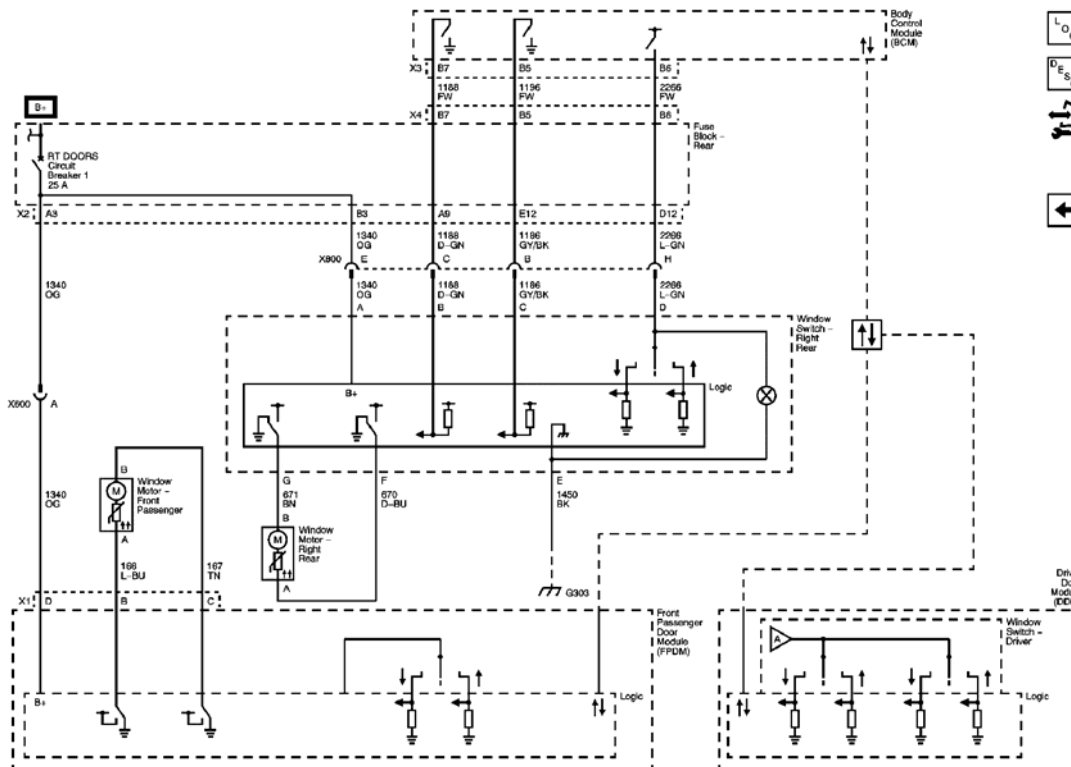 Body
Control
Module
(BCM)
X3 B7 B5 B6
1188 1196 2266
FW FW FW
X4 B7 B5 B6
B+
Fuse
Block –
Rear
RT DOORS
Circuit
Breaker 1
25 A
X2 A3 B3 A9 E12 D12
1340 1188 1186 2266
OG D-GN GY/BK L-GN
X800 E C B H
1340
OG
1340 1188 1186 2266
OG D-GN GY/BK L-GN
A B C D
Window
Switch –
Right
Rear
Logic
B+
X600 A
G F E
671 670 1450
BN D-BU BK
B
Window
Motor –
Front
Passenger
A
1340
OG
B
M
Window
Motor –
Right
Rear
A
M
166 167
L-BU TN
G303
X1 D B C
Front
Passenger
Door
Module
(FPDM)
Logic
B+
Window
Switch –
Driver
A
Logic